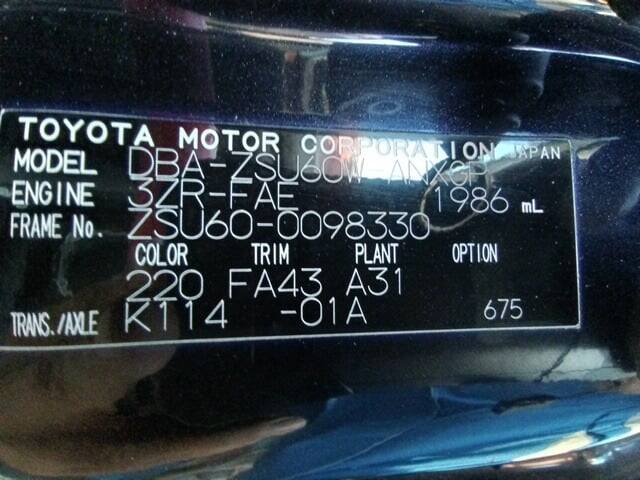 TOYOTA MOTOR CORPORATION JAPAN
MODEL DBA-ZSU60W-ANXGP
ENGINE 3ZR-FAE 1986 mL
FRAME No. ZSU60-0098330
COLOR TRIM PLANT OPTION
220 FA43 A31
TRANS./AXLE K114 -01A 675